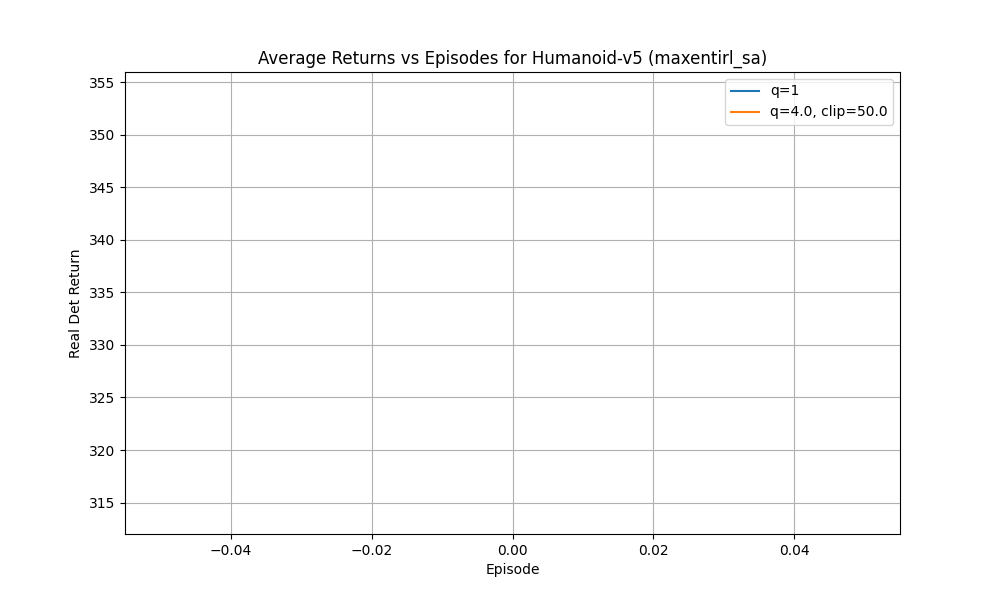 Average Returns vs Episodes for Humanoid-v5 (maxentirl_sa)
q=1
q=4.0, clip=50.0
Real Det Return
355
350
345
340
335
330
325
320
315
−0.04
−0.02
0.00
0.02
0.04
Episode